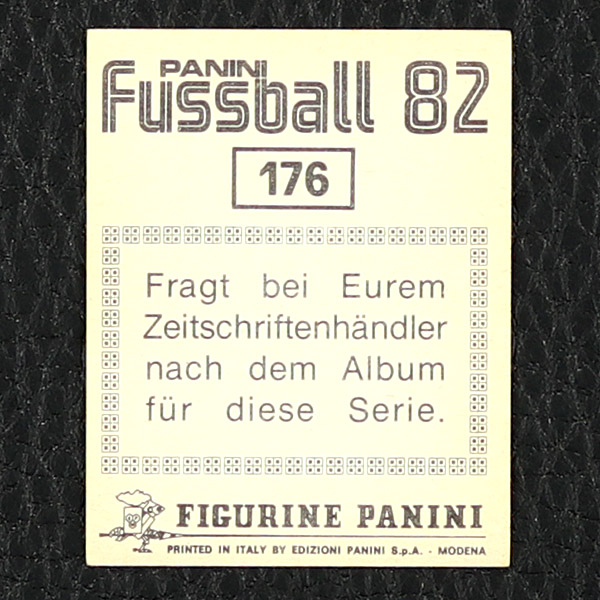 PANINI
Fussball 82
176
Fragt bei Eurem
Zeitschriftenhändler
nach dem Album
für diese Serie.
FIGURINE PANINI
PRINTED IN ITALY BY EDIZIONI PANINI S.p.A. - MODENA